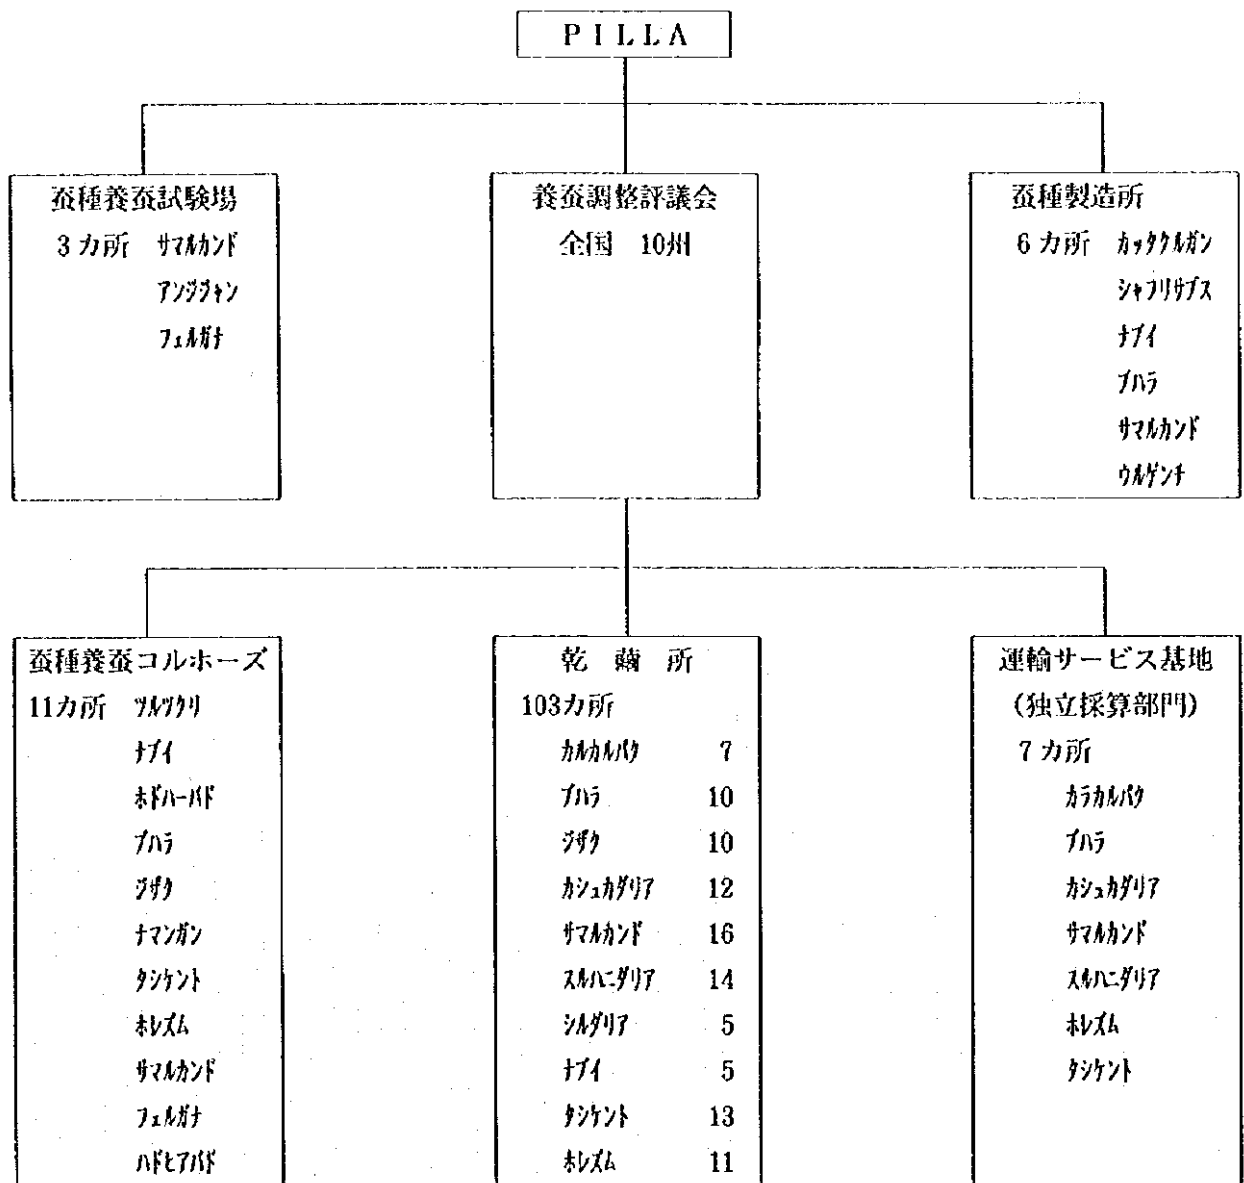 PILLA
蚕種養蚕試験場
3カ所 サマルカンド
アンジジャン
フェルガナ
養蚕調整評議会
全国 10州
蚕種製造所
6カ所 カッタクルガン
シャフリサブス
ナブイ
ブハラ
サマルカンド
ウルゲンチ
蚕種養蚕コルホーズ
11カ所 ツルツクリ
ナブイ
ホドハーバド
ブハラ
ジザク
ナマンガン
タシケント
ホレズム
サマルカンド
フェルガナ
ハドヒアバド
乾繭所
103カ所
カルカルパク 7
ブハラ 10
ジザク 10
カシュカダリア 12
サマルカンド 16
スルハニダリア 14
シルダリア 5
ナブイ 5
タシケント 13
ホレズム 11
運輸サービス基地
(独立採算部門)
7カ所
カラカルパク
ブハラ
カシュカダリア
サマルカンド
スルハニダリア
ホレズム
タシケント